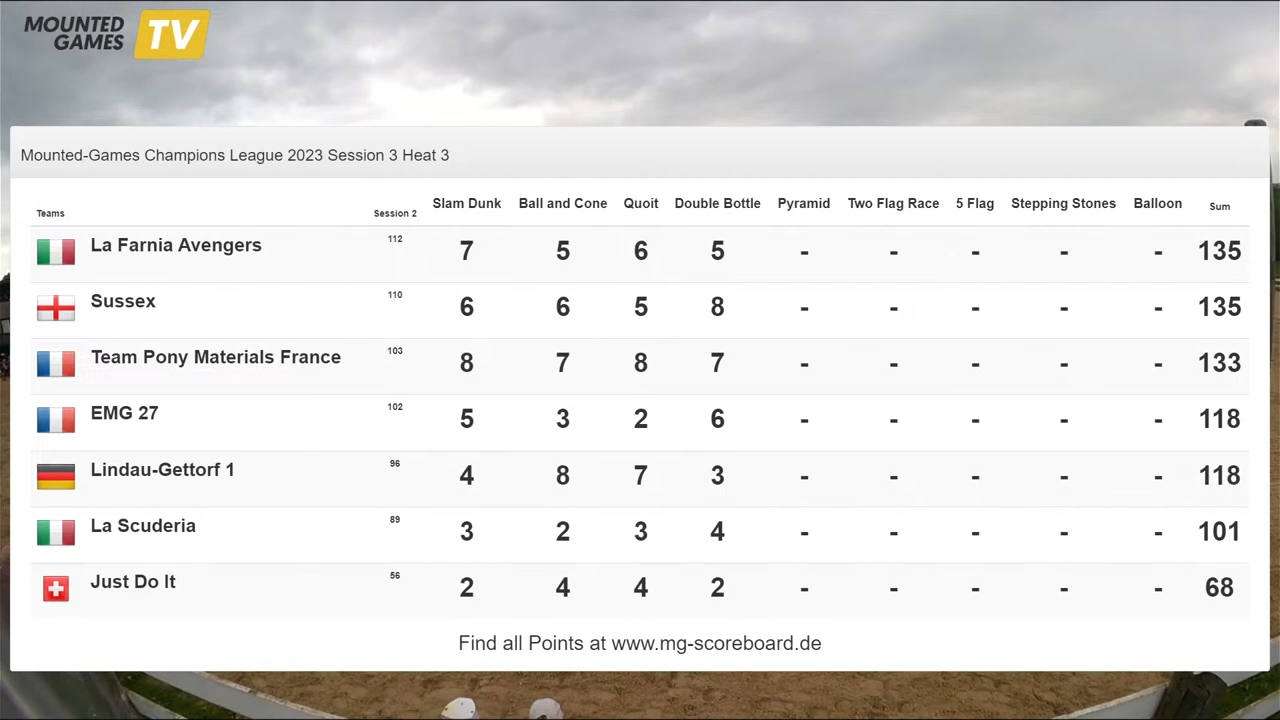 MOUNTED GAMES TV
Mounted-Games Champions League 2023 Session 3 Heat 3
Teams Session 2 Slam Dunk Ball and Cone Quoit Double Bottle Pyramid Two Flag Race 5 Flag Stepping Stones Balloon Sum
La Farnia Avengers 112 7 5 6 5 - - - - - 135
Sussex 110 6 6 5 8 - - - - - 135
Team Pony Materials France 103 8 7 8 7 - - - - - 133
EMG 27 102 5 3 2 6 - - - - - 118
Lindau-Gettorf 1 96 4 8 7 3 - - - - - 118
La Scuderia 89 3 2 3 4 - - - - - 101
Just Do It 56 2 4 4 2 - - - - - 68
Find all Points at www.mg-scoreboard.de